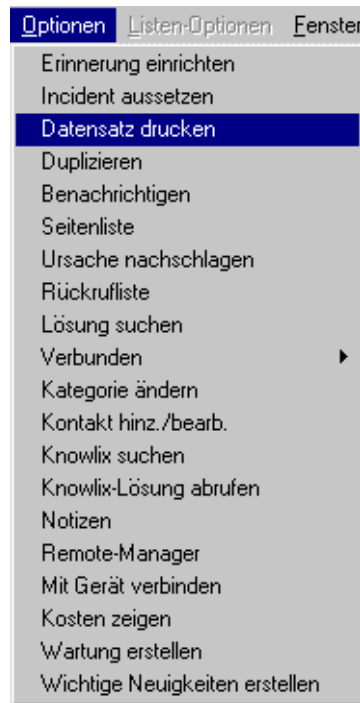 Optionen Listen-Optionen Fenster
Erinnerung einrichten
Incident aussetzen
Datensatz drucken
Duplizieren
Benachrichtigen
Seitenliste
Ursache nachschlagen
Rückrufliste
Lösung suchen
Verbunden
Kategorie ändern
Kontakt hinz./bearb.
Knowlix suchen
Knowlix-Lösung abrufen
Notizen
Remote-Manager
Mit Gerät verbinden
Kosten zeigen
Wartung erstellen
Wichtige Neuigkeiten erstellen